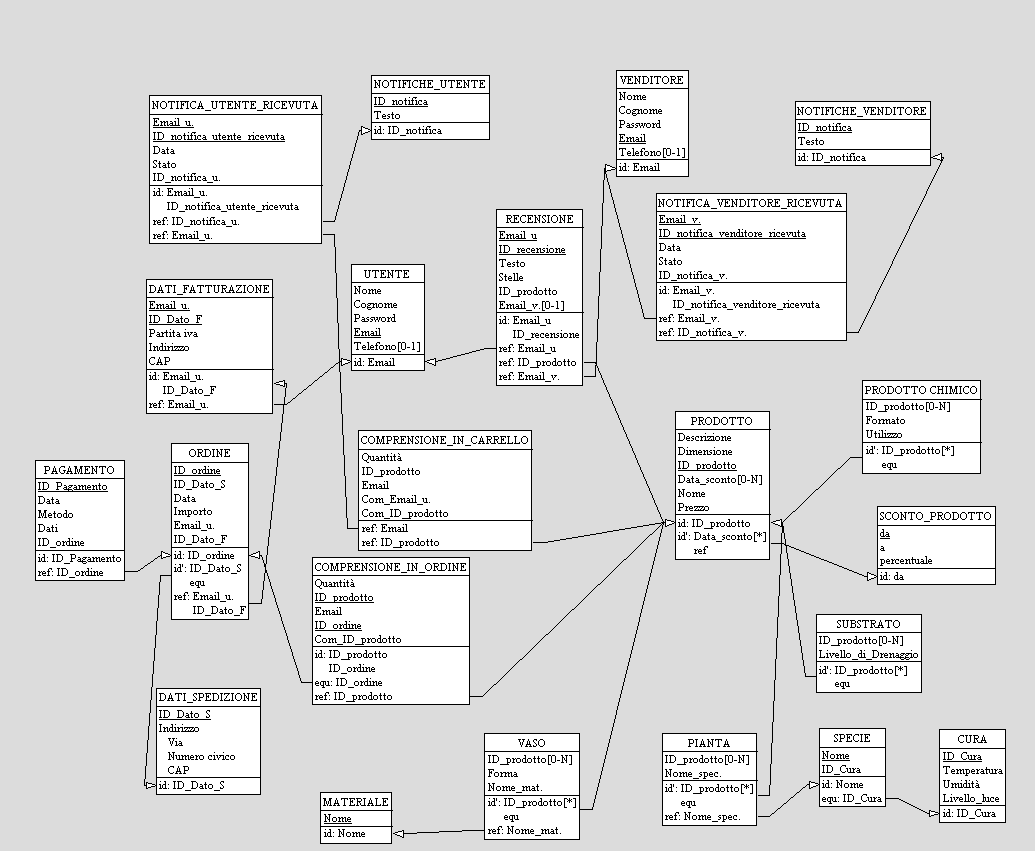 NOTIFICA_UTENTE_RICEVUTA
Email_u.
ID_notifica_utente_ricevuta
Data
Stato
ID_notifica_u.
id: Email_u.
ID_notifica_utente_ricevuta
ref: ID_notifica_u.
ref: Email_u.
NOTIFICHE_UTENTE
ID_notifica
Testo
id: ID_notifica
VENDITORE
Nome
Cognome
Password
Email
Telefono[0-1]
id: Email
NOTIFICHE_VENDITORE
ID_notifica
Testo
id: ID_notifica
NOTIFICA_VENDITORE_RICEVUTA
Email_v.
ID_notifica_venditore_ricevuta
Data
Stato
ID_notifica_v.
id: Email_v.
ID_notifica_venditore_ricevuta
ref: Email_v.
ref: ID_notifica_v.
RECENSIONE
Email_u
ID_recensione
Testo
Stelle
ID_prodotto
Email_v.[0-1]
id: Email_u
ID_recensione
ref: Email_u
ref: ID_prodotto
ref: Email_v.
UTENTE
Nome
Cognome
Password
Email
Telefono[0-1]
id: Email
DATI_FATTURAZIONE
Email_u.
ID_Dato_F
Partita iva
Indirizzo
CAP
id: Email_u.
ID_Dato_F
ref: Email_u.
PRODOTTO CHIMICO
ID_prodotto[0-N]
Formato
Utilizzo
id': ID_prodotto[*]
equ
PRODOTTO
Descrizione
Dimensione
ID_prodotto
Data_sconto[0-N]
Nome
Prezzo
id: ID_prodotto
id': Data_sconto[*]
ref
COMPRENSIONE_IN_CARRELLO
Quantità
ID_prodotto
Email
Com_Email_u.
Com_ID_prodotto
ref: Email
ref: ID_prodotto
ORDINE
ID_ordine
ID_Dato_S
Data
Importo
Email_u.
ID_Dato_F
id: ID_ordine
id': ID_Dato_S
equ
ref: Email_u.
ID_Dato_F
PAGAMENTO
ID_Pagamento
Data
Metodo
Dati
ID_ordine
id: ID_Pagamento
ref: ID_ordine
SCONTO_PRODOTTO
da
a
percentuale
id: da
COMPRENSIONE_IN_ORDINE
Quantità
ID_prodotto
Email
ID_ordine
Com_ID_prodotto
id: ID_prodotto
ID_ordine
equ: ID_ordine
ref: ID_prodotto
SUBSTRATO
ID_prodotto[0-N]
Livello_di_Drenaggio
id': ID_prodotto[*]
equ
DATI_SPEDIZIONE
ID_Dato_S
Indirizzo
Via
Numero civico
CAP
id: ID_Dato_S
VASO
ID_prodotto[0-N]
Forma
Nome_mat.
id': ID_prodotto[*]
equ
ref: Nome_mat.
PIANTA
ID_prodotto[0-N]
Nome_spec.
id': ID_prodotto[*]
equ
ref: Nome_spec.
SPECIE
Nome
ID_Cura
id: Nome
equ: ID_Cura
CURA
ID_Cura
Temperatura
Umidità
Livello_luce
id: ID_Cura
MATERIALE
Nome
id: Nome